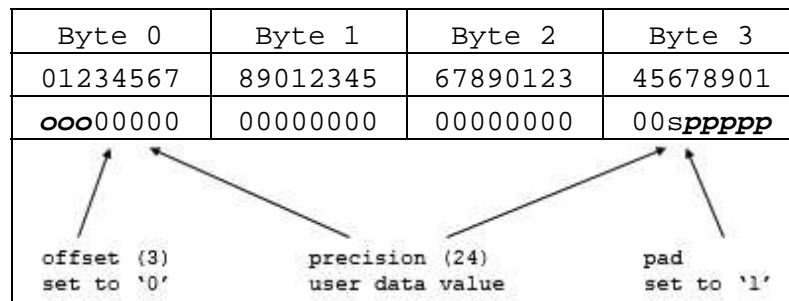 Byte 0 Byte 1 Byte 2 Byte 3
01234567 89012345 67890123 45678901
ooo00000 00000000 00000000 00sppppp
offset (3) precision (24) pad
set to ‘0’ user data value set to ‘1’